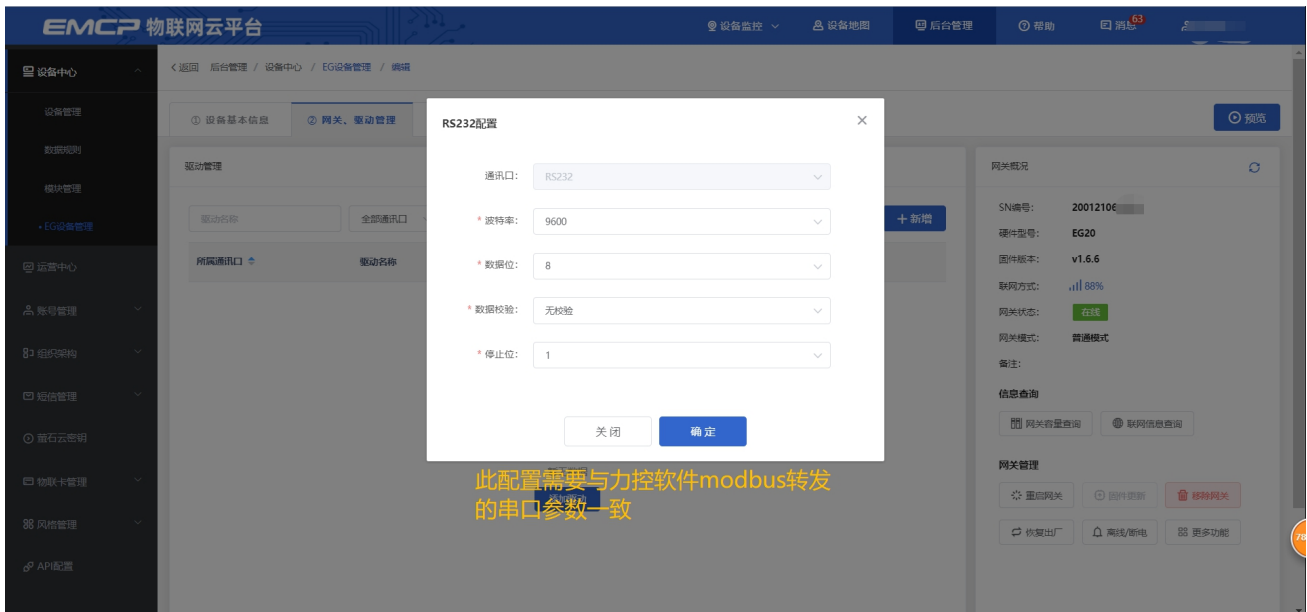 EMCP 物联网云平台
设备监控
设备地图
后台管理
帮助
消息
63
设备中心
设备管理
数据规则
模块管理
EG设备管理
运营中心
账号管理
组织架构
短信管理
萤石云密钥
物联卡管理
风格管理
API配置
返回 后台管理 / 设备中心 / EG设备管理 / 编辑
① 设备基本信息
② 网关、驱动管理
预览
驱动管理
驱动名称
全部通讯口
+新增
所属通讯口
驱动名称
RS232配置
通讯口:
RS232
* 波特率:
9600
* 数据位:
8
* 数据校验:
无校验
* 停止位:
1
关闭
确定
添加驱动
此配置需要与力控软件modbus转发
的串口参数一致
网关概况
SN编号: 20012106
硬件型号: EG20
固件版本: v1.6.6
联网方式: 88%
网关状态: 在线
网关模式: 普通模式
备注:
信息查询
网关容量查询
联网信息查询
网关管理
重启网关
固件更新
移除网关
恢复出厂
离线/断电
更多功能
78